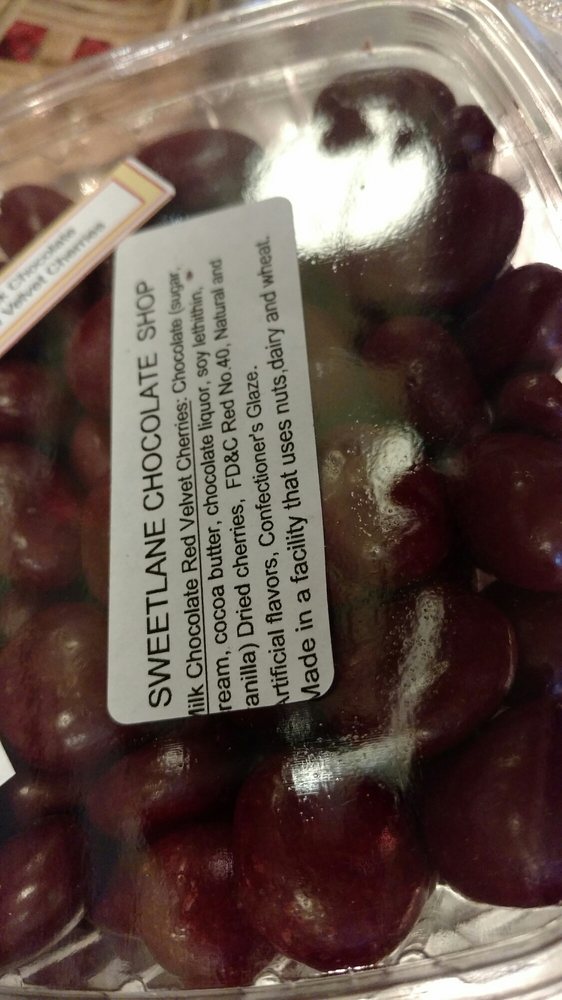 k Chocolate
Velvet Cherries
SWEETLANE CHOCOLATE SHOP
Milk Chocolate Red Velvet Cherries: Chocolate (sugar,
ream, cocoa butter, chocolate liquor, soy lethithin,
anilla) Dried cherries, FD&C Red No.40, Natural and
Artificial flavors, Confectioner's Glaze.
Made in a facility that uses nuts,dairy and wheat.